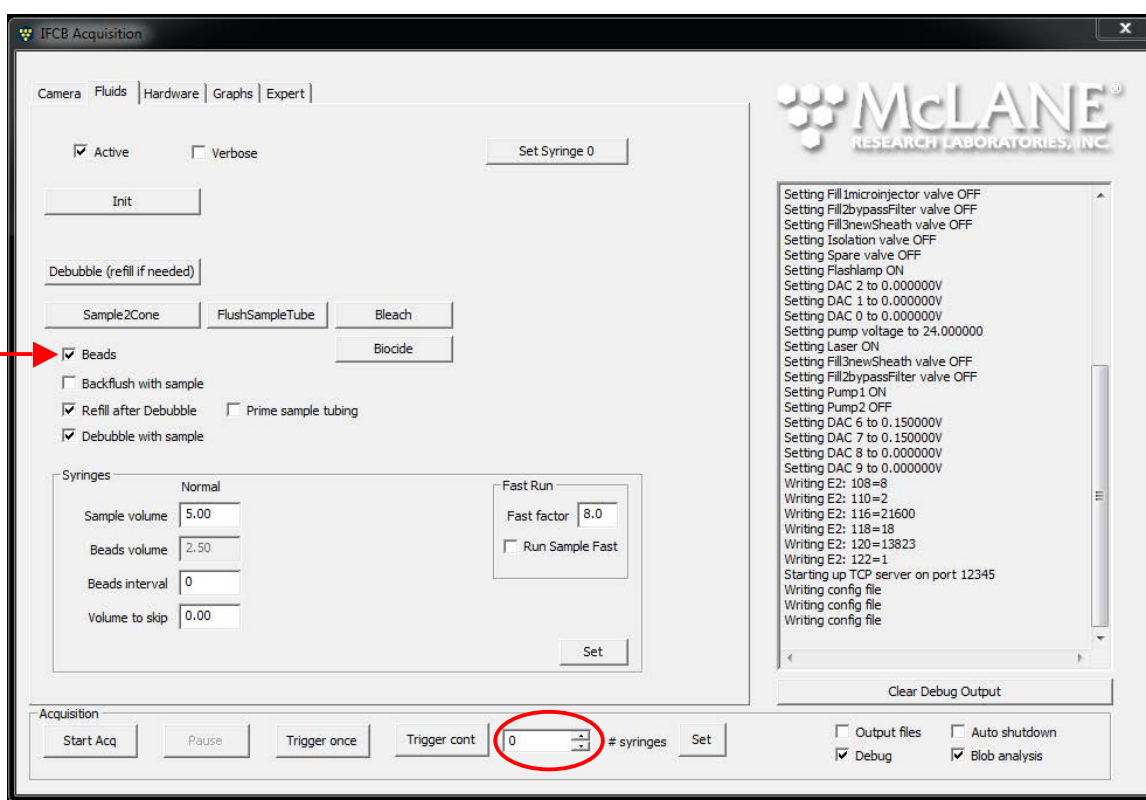 IFCB Acquisition
x
Camera Fluids Hardware Graphs Expert
McLANE®
RESEARCH LABORATORIES, INC
Active Verbose Set Syringe 0
Init
Debubble (refill if needed)
Sample2Cone FlushSampleTube Bleach
Beads Biocide
Backflush with sample
Refill after Debubble Prime sample tubing
Debubble with sample
Syringes
Normal
Sample volume 5.00
Beads volume 2.50
Beads interval 0
Volume to skip 0.00
Fast Run
Fast factor 8.0
Run Sample Fast
Set
Setting Fill1microinjector valve OFF
Setting Fill2bypassFilter valve OFF
Setting Fill3newSheath valve OFF
Setting Isolation valve OFF
Setting Spare valve OFF
Setting Flashlamp ON
Setting DAC 2 to 0.000000V
Setting DAC 1 to 0.000000V
Setting DAC 0 to 0.000000V
Setting pump voltage to 24.000000
Setting Laser ON
Setting Fill3newSheath valve OFF
Setting Fill2bypassFilter valve OFF
Setting Pump1 ON
Setting Pump2 OFF
Setting DAC 6 to 0.150000V
Setting DAC 7 to 0.150000V
Setting DAC 8 to 0.000000V
Setting DAC 9 to 0.000000V
Writing E2: 108=8
Writing E2: 110=2
Writing E2: 116=21600
Writing E2: 118=18
Writing E2: 120=13823
Writing E2: 122=1
Starting up TCP server on port 12345
Writing config file
Writing config file
Writing config file
Clear Debug Output
Acquisition
Start Acq Pause Trigger once Trigger cont 0 # syringes Set
Output files Auto shutdown
Debug Blob analysis